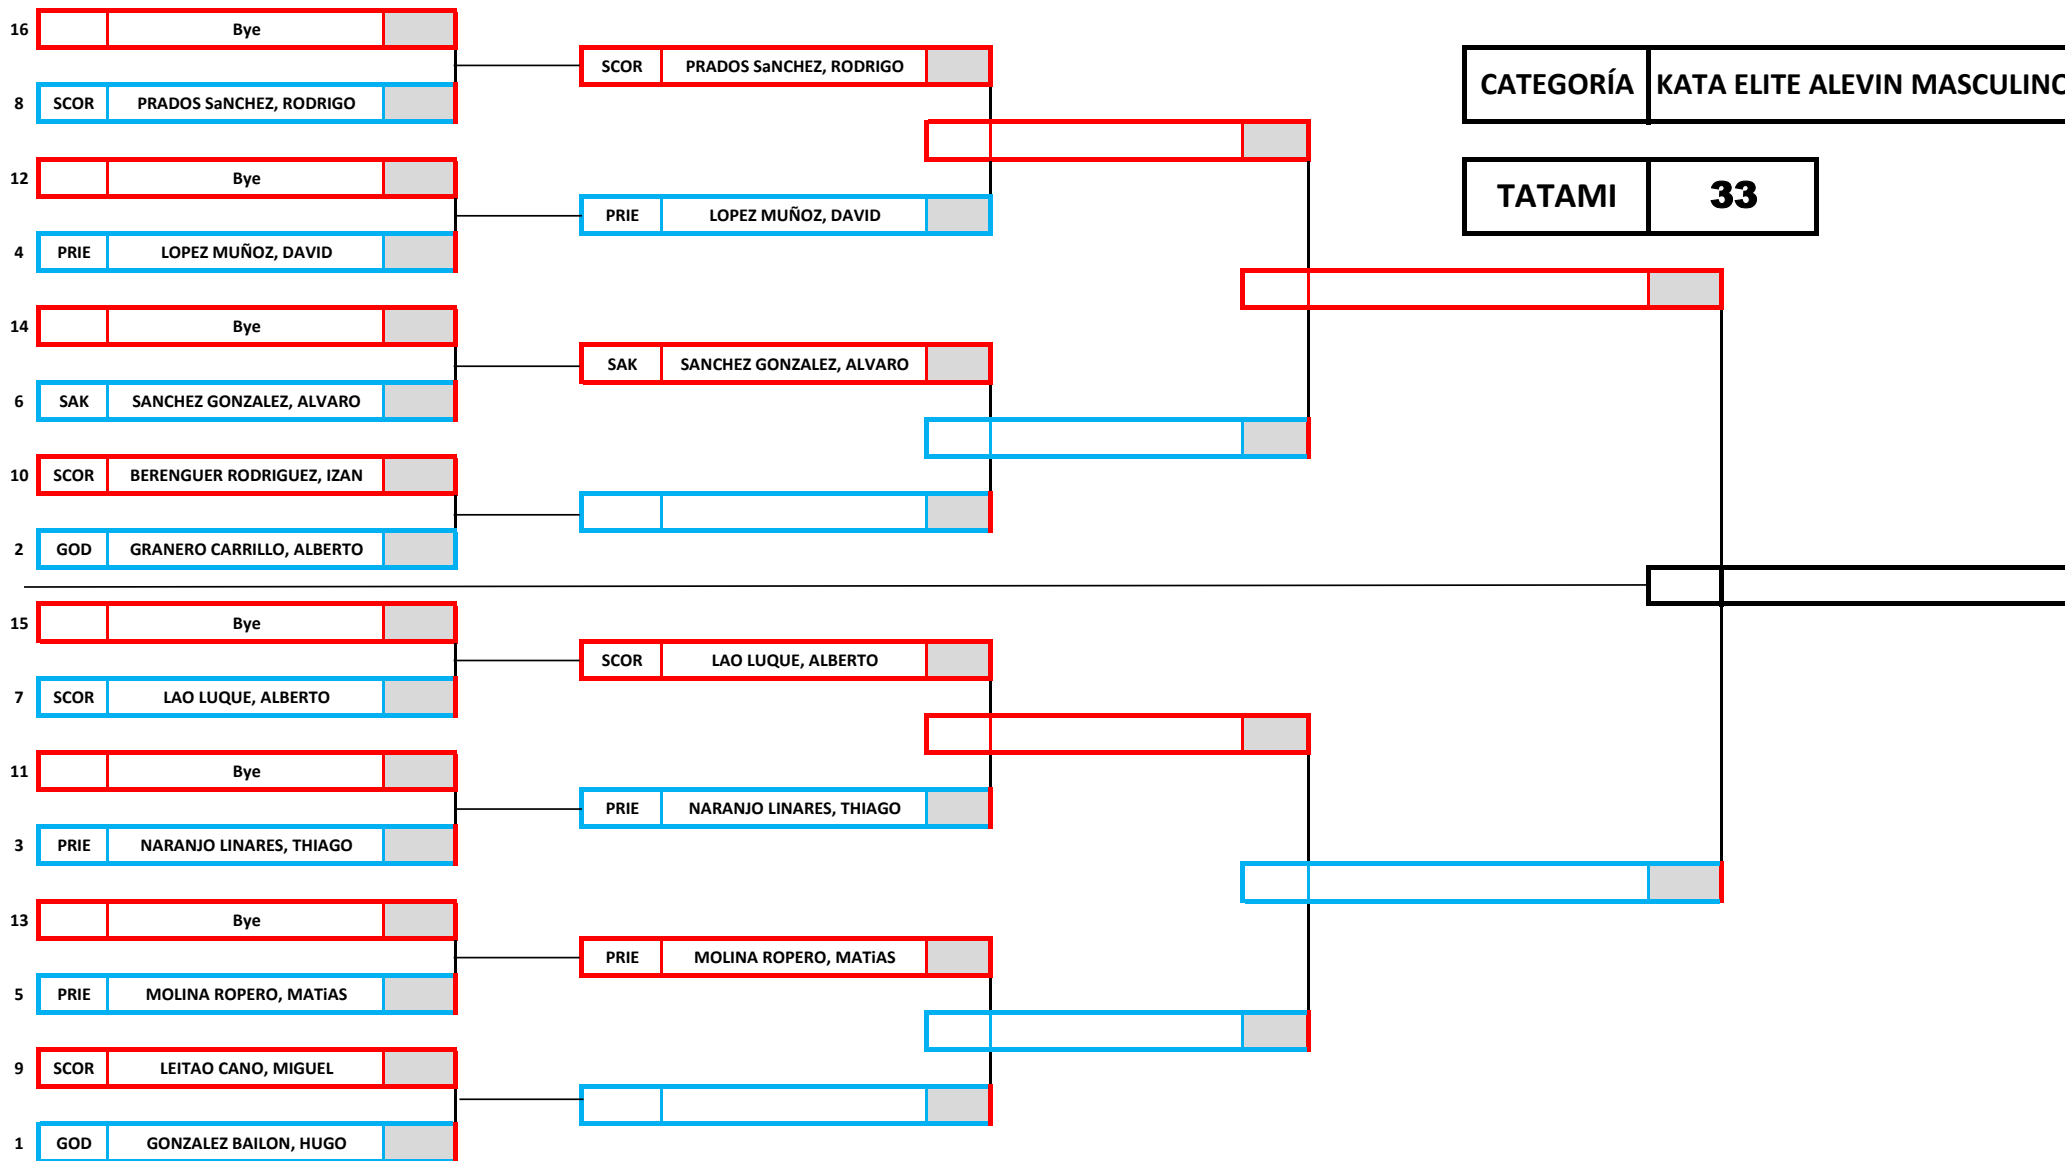 16 Bye
SCOR PRADOS SaNCHEZ, RODRIGO
CATEGORÍA KATA ELITE ALEVIN MASCULINO
8 SCOR PRADOS SaNCHEZ, RODRIGO
12 Bye
TATAMI 33
PRIE LOPEZ MUÑOZ, DAVID
4 PRIE LOPEZ MUÑOZ, DAVID
14 Bye
SAK SANCHEZ GONZALEZ, ALVARO
6 SAK SANCHEZ GONZALEZ, ALVARO
10 SCOR BERENGUER RODRIGUEZ, IZAN
2 GOD GRANERO CARRILLO, ALBERTO
15 Bye
SCOR LAO LUQUE, ALBERTO
7 SCOR LAO LUQUE, ALBERTO
11 Bye
PRIE NARANJO LINARES, THIAGO
3 PRIE NARANJO LINARES, THIAGO
13 Bye
PRIE MOLINA ROPERO, MATiAS
5 PRIE MOLINA ROPERO, MATiAS
9 SCOR LEITAO CANO, MIGUEL
1 GOD GONZALEZ BAILON, HUGO